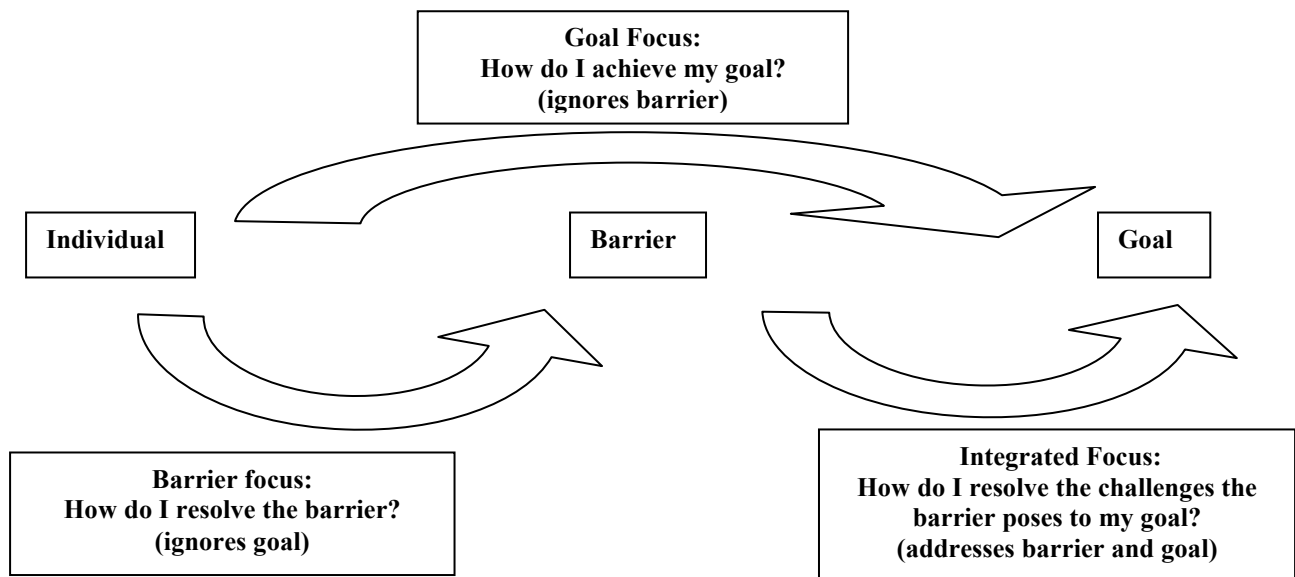 Goal Focus:
How do I achieve my goal?
(ignores barrier)
Individual
Barrier
Goal
Barrier focus:
How do I resolve the barrier?
(ignores goal)
Integrated Focus:
How do I resolve the challenges the
barrier poses to my goal?
(addresses barrier and goal)